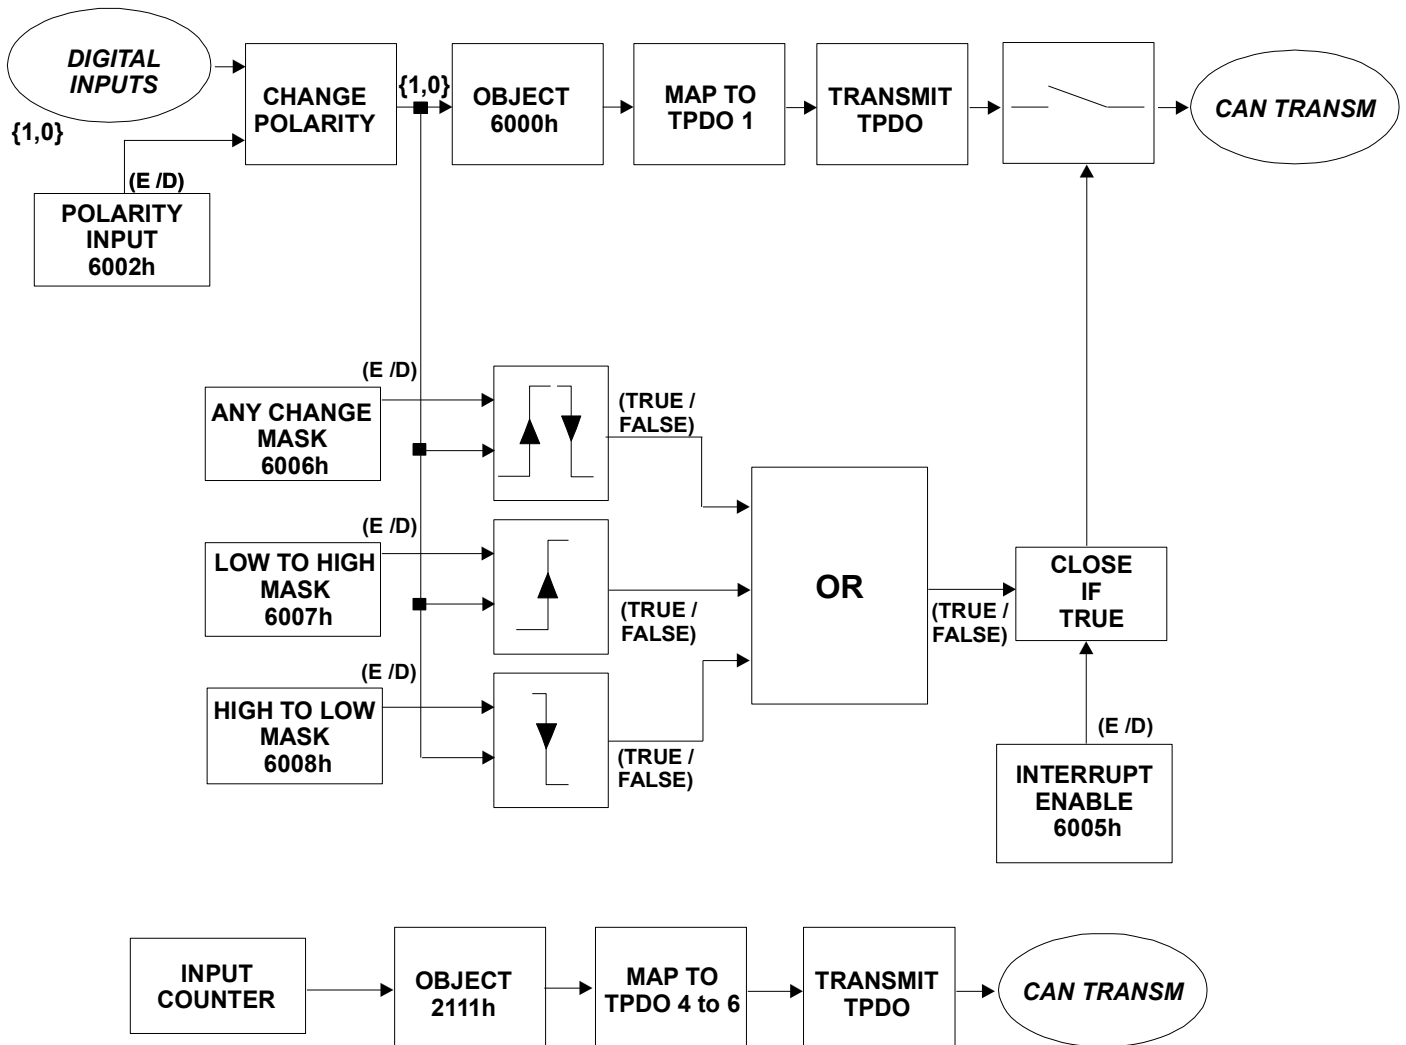 DIGITAL
INPUTS
{1,0}
CHANGE
POLARITY
{1,0}
OBJECT
6000h
MAP TO
TPDO 1
TRANSMIT
TPDO
CAN TRANSM
(E /D)
POLARITY
INPUT
6002h
(E /D)
ANY CHANGE
MASK
6006h
(TRUE /
FALSE)
(E /D)
LOW TO HIGH
MASK
6007h
(TRUE /
FALSE)
(E /D)
HIGH TO LOW
MASK
6008h
(TRUE /
FALSE)
OR
(TRUE /
FALSE)
CLOSE
IF
TRUE
(E /D)
INTERRUPT
ENABLE
6005h
INPUT
COUNTER
OBJECT
2111h
MAP TO
TPDO 4 to 6
TRANSMIT
TPDO
CAN TRANSM